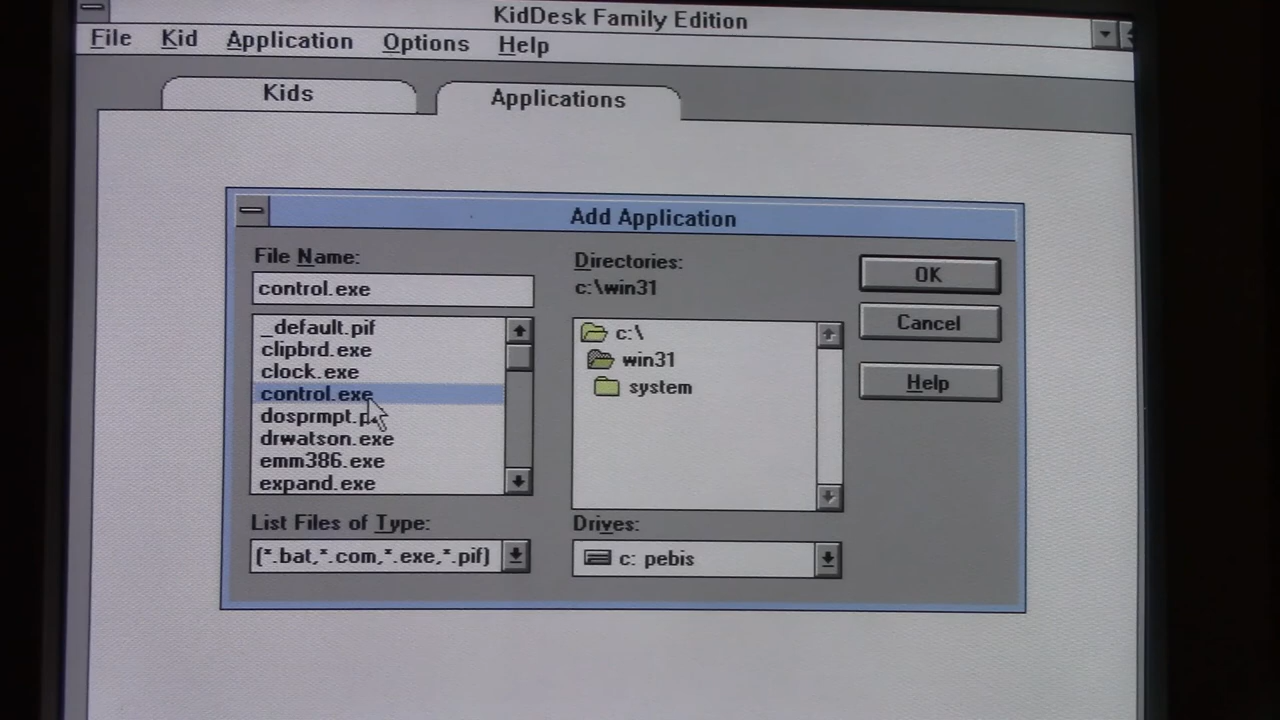 KidDesk Family Edition
File Kid Application Options Help
Kids Applications
Add Application
File Name:
control.exe
_default.pif
clipbrd.exe
clock.exe
control.exe
dosprmpt.p
drwatson.exe
emm386.exe
expand.exe
List Files of Type:
(*.bat,*.com,*.exe,*.pif)
Directories:
c:\win31
c:\
win31
system
Drives:
c: pebis
OK
Cancel
Help